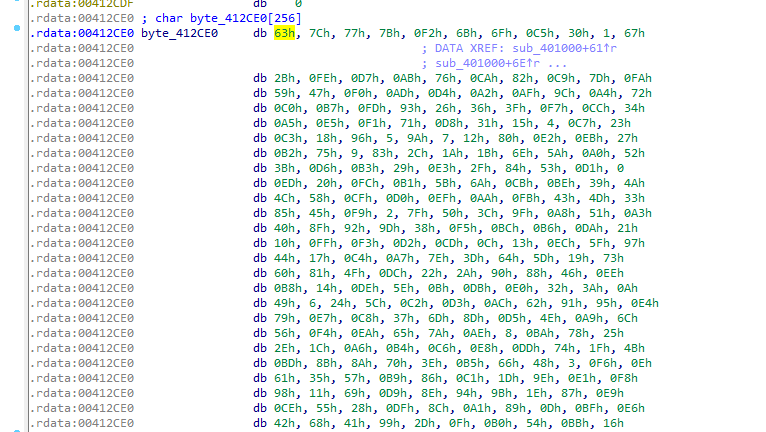 .rdata:00412CDF db 0
.rdata:00412CE0 ; char byte_412CE0[256]
.rdata:00412CE0 byte_412CE0 db 63h, 7Ch, 77h, 7Bh, 0F2h, 6Bh, 6Fh, 0C5h, 30h, 1, 67h
.rdata:00412CE0 ; DATA XREF: sub_401000+61↑r
.rdata:00412CE0 ; sub_401000+6E↑r ...
.rdata:00412CE0 db 2Bh, 0FEh, 0D7h, 0ABh, 76h, 0CAh, 82h, 0C9h, 7Dh, 0FAh
.rdata:00412CE0 db 59h, 47h, 0F0h, 0ADh, 0D4h, 0A2h, 0AFh, 9Ch, 0A4h, 72h
.rdata:00412CE0 db 0C0h, 0B7h, 0FDh, 93h, 26h, 36h, 3Fh, 0F7h, 0CCh, 34h
.rdata:00412CE0 db 0A5h, 0E5h, 0F1h, 71h, 0D8h, 31h, 15h, 4, 0C7h, 23h
.rdata:00412CE0 db 0C3h, 18h, 96h, 5, 9Ah, 7, 12h, 80h, 0E2h, 0EBh, 27h
.rdata:00412CE0 db 0B2h, 75h, 9, 83h, 2Ch, 1Ah, 1Bh, 6Eh, 5Ah, 0A0h, 52h
.rdata:00412CE0 db 3Bh, 0D6h, 0B3h, 29h, 0E3h, 2Fh, 84h, 53h, 0D1h, 0
.rdata:00412CE0 db 0EDh, 20h, 0FCh, 0B1h, 5Bh, 6Ah, 0CBh, 0BEh, 39h, 4Ah
.rdata:00412CE0 db 4Ch, 58h, 0CFh, 0D0h, 0EFh, 0AAh, 0FBh, 43h, 4Dh, 33h
.rdata:00412CE0 db 85h, 45h, 0F9h, 2, 7Fh, 50h, 3Ch, 9Fh, 0A8h, 51h, 0A3h
.rdata:00412CE0 db 40h, 8Fh, 92h, 9Dh, 38h, 0F5h, 0BCh, 0B6h, 0DAh, 21h
.rdata:00412CE0 db 10h, 0FFh, 0F3h, 0D2h, 0CDh, 0Ch, 13h, 0ECh, 5Fh, 97h
.rdata:00412CE0 db 44h, 17h, 0C4h, 0A7h, 7Eh, 3Dh, 64h, 5Dh, 19h, 73h
.rdata:00412CE0 db 60h, 81h, 4Fh, 0DCh, 22h, 2Ah, 90h, 88h, 46h, 0EEh
.rdata:00412CE0 db 0B8h, 14h, 0DEh, 5Eh, 0Bh, 0DBh, 0E0h, 32h, 3Ah, 0Ah
.rdata:00412CE0 db 49h, 6, 24h, 5Ch, 0C2h, 0D3h, 0ACh, 62h, 91h, 95h, 0E4h
.rdata:00412CE0 db 79h, 0E7h, 0C8h, 37h, 6Dh, 8Dh, 0D5h, 4Eh, 0A9h, 6Ch
.rdata:00412CE0 db 56h, 0F4h, 0EAh, 65h, 7Ah, 0AEh, 8, 0BAh, 78h, 25h
.rdata:00412CE0 db 2Eh, 1Ch, 0A6h, 0B4h, 0C6h, 0E8h, 0DDh, 74h, 1Fh, 4Bh
.rdata:00412CE0 db 0BDh, 8Bh, 8Ah, 70h, 3Eh, 0B5h, 66h, 48h, 3, 0F6h, 0Eh
.rdata:00412CE0 db 61h, 35h, 57h, 0B9h, 86h, 0C1h, 1Dh, 9Eh, 0E1h, 0F8h
.rdata:00412CE0 db 98h, 11h, 69h, 0D9h, 8Eh, 94h, 9Bh, 1Eh, 87h, 0E9h
.rdata:00412CE0 db 0CEh, 55h, 28h, 0DFh, 8Ch, 0A1h, 89h, 0Dh, 0BFh, 0E6h
.rdata:00412CE0 db 42h, 68h, 41h, 99h, 2Dh, 0Fh, 0B0h, 54h, 0BBh, 16h